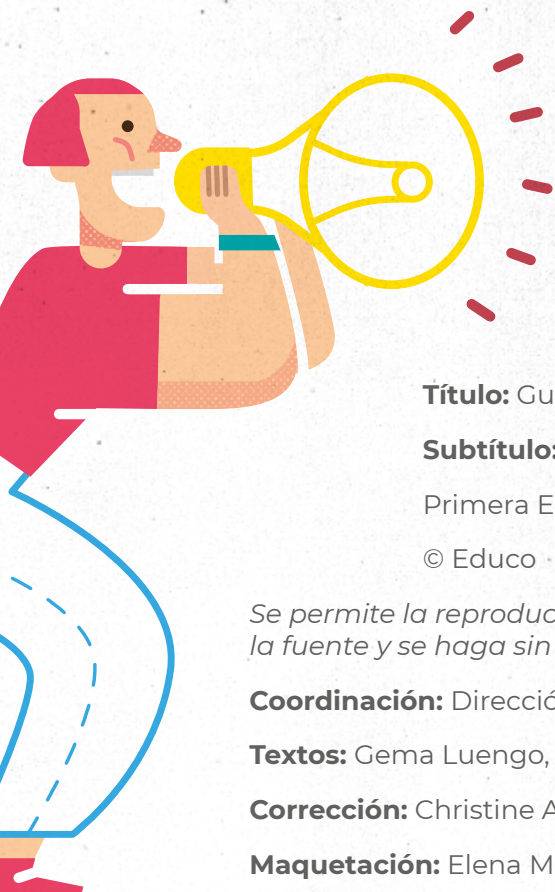 Título: Gu
Subtítulo:
Primera E
© Educo
Se permite la reproduc
la fuente y se haga sin
Coordinación: Direcció
Textos: Gema Luengo,
Corrección: Christine A
Maquetación: Elena M